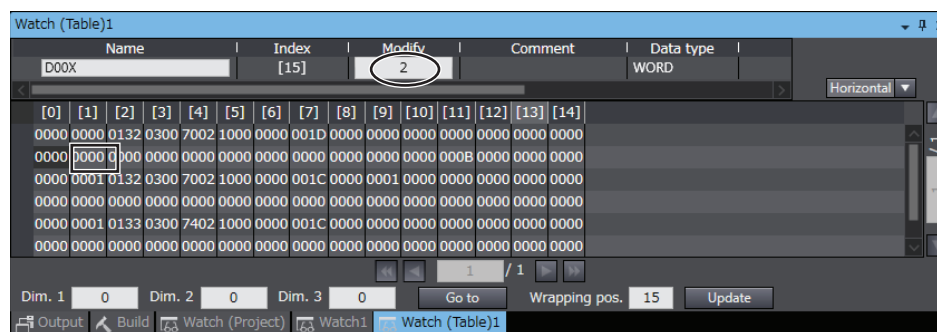 Watch (Table)1
Name Index Modify Comment Data type
D00X [15] 2 WORD
Horizontal
[0] [1] [2] [3] [4] [5] [6] [7] [8] [9] [10] [11] [12] [13] [14]
0000 0000 0132 0300 7002 1000 0000 001D 0000 0000 0000 0000 0000 0000 0000
0000 0000 0000 0000 0000 0000 0000 0000 0000 0000 0000 000B 0000 0000 0000
0000 0001 0132 0300 7002 1000 0000 001C 0000 0001 0000 0000 0000 0000 0000
0000 0000 0000 0000 0000 0000 0000 0000 0000 0000 0000 0000 0000 0000 0000
0000 0001 0133 0300 7402 1000 0000 001C 0000 0000 0000 0000 0000 0000 0000
0000 0000 0000 0000 0000 0000 0000 0000 0000 0000 0000 0000 0000 0000 0000
1 / 1
Dim. 1 0 Dim. 2 0 Dim. 3 0 Go to Wrapping pos. 15 Update
Output Build Watch (Project) Watch1 Watch (Table)1